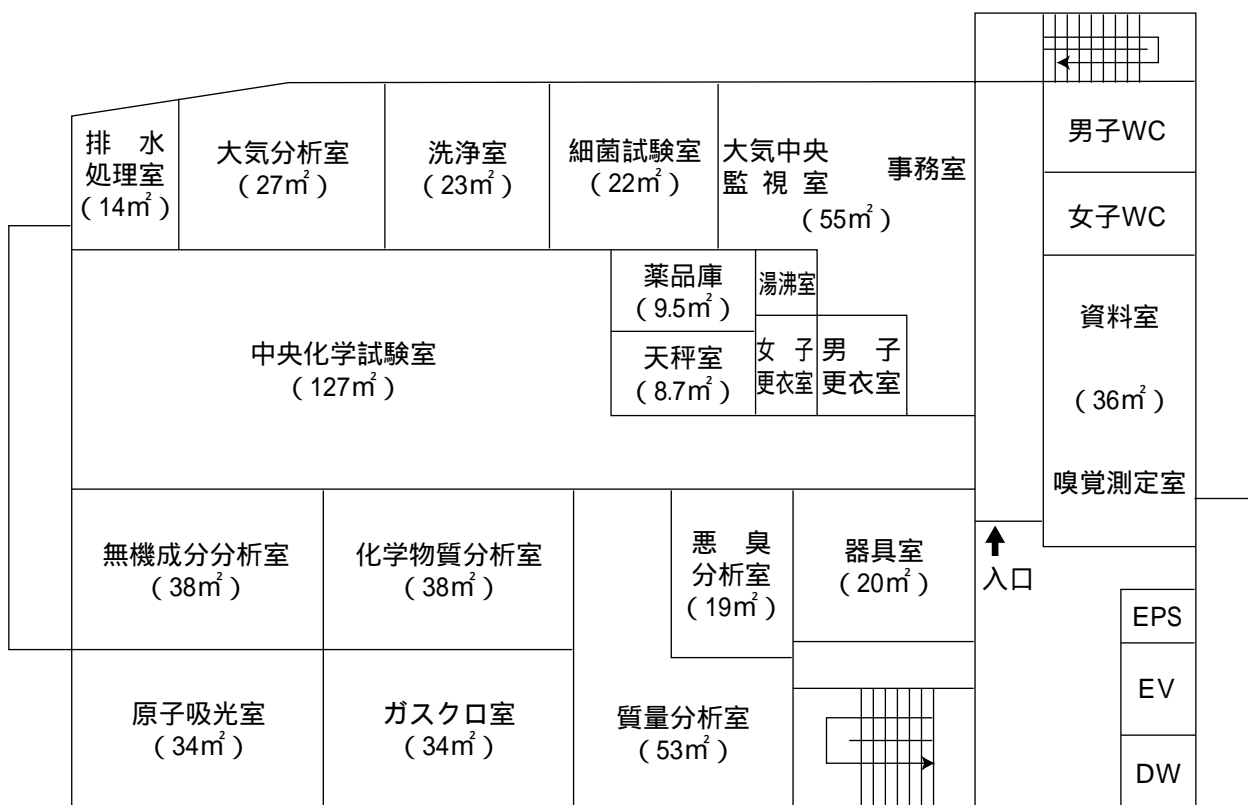 排 水
処理室
(14㎡)
大気分析室
(27㎡)
洗浄室
(23㎡)
細菌試験室
(22㎡)
大気中央
監 視 室
事務室
(55㎡)
男子WC
女子WC
薬品庫
(9.5㎡)
湯沸室
天秤室
(8.7㎡)
女 子
更衣室
男 子
更衣室
中央化学試験室
(127㎡)
資料室
(36㎡)
嗅覚測定室
無機成分分析室
(38㎡)
化学物質分析室
(38㎡)
悪 臭
分析室
(19㎡)
器具室
(20㎡)
入口
EPS
EV
DW
原子吸光室
(34㎡)
ガスクロ室
(34㎡)
質量分析室
(53㎡)